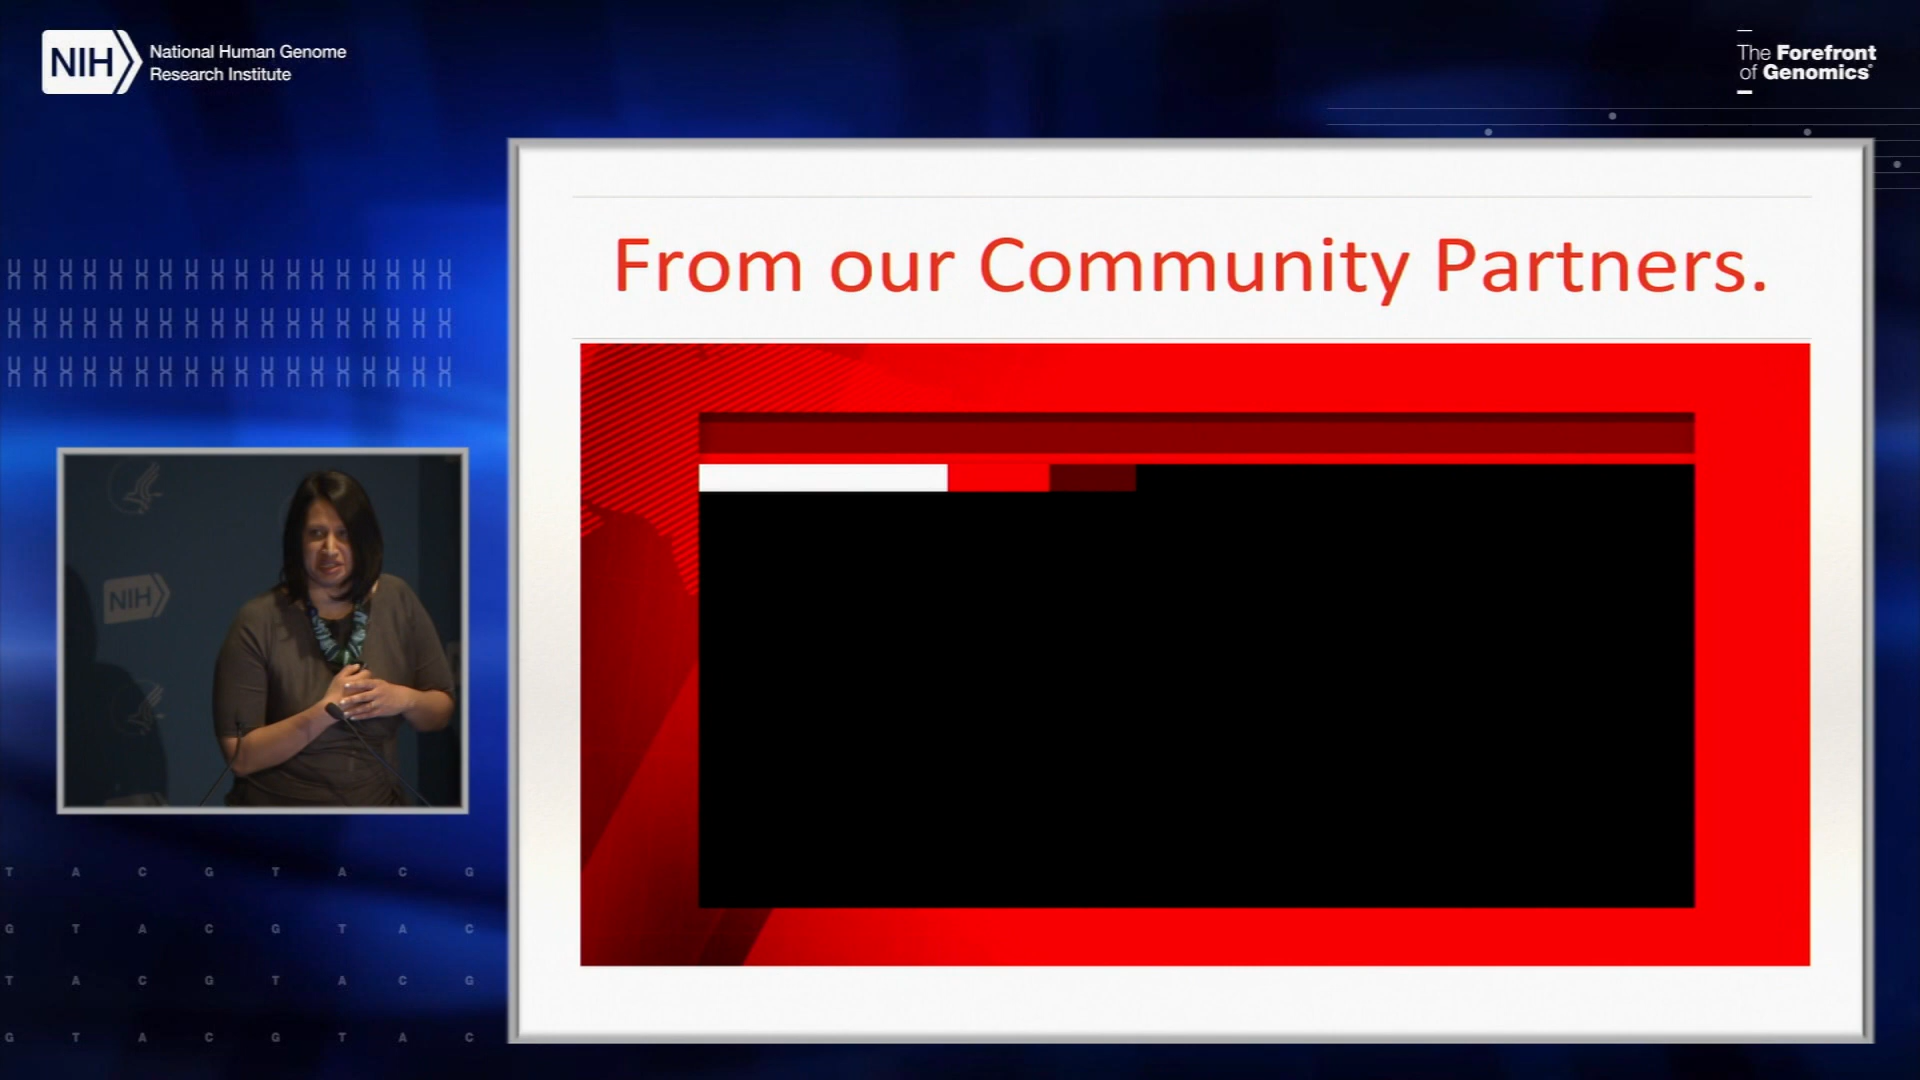 NIH
National Human Genome
Research Institute
The Forefront
of Genomics®
From our Community Partners.
NIH
T A C G T A C G
G T A C G T A C
T A C G T A C G
G T A C G T A C